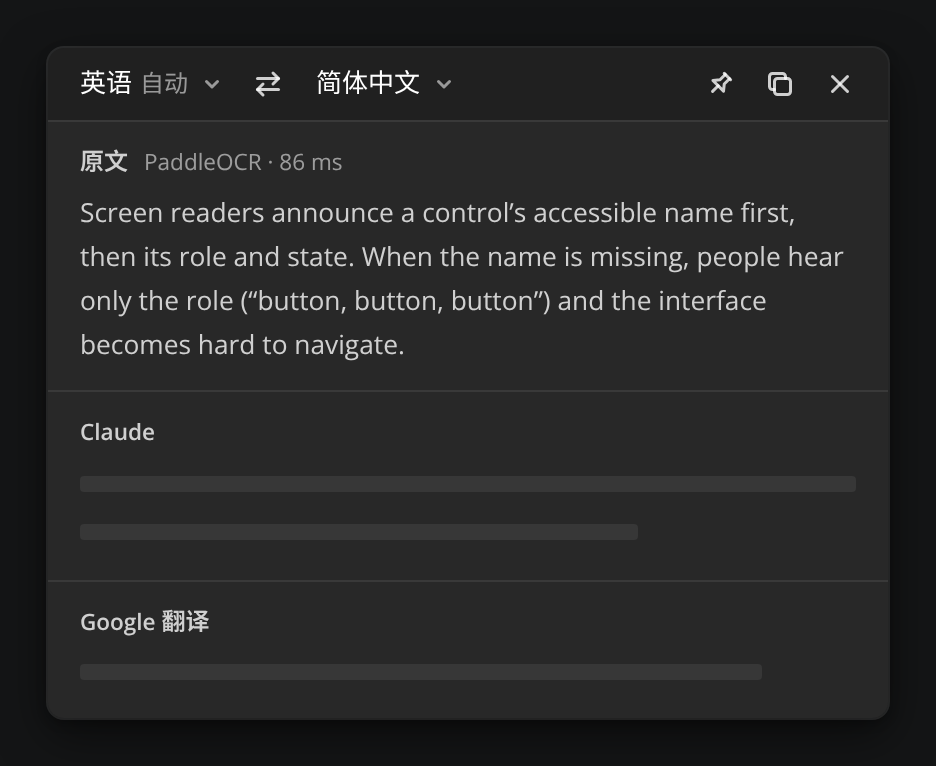 英语 自动 简体中文
原文 PaddleOCR · 86 ms
Screen readers announce a control’s accessible name first,
then its role and state. When the name is missing, people hear
only the role (“button, button, button”) and the interface
becomes hard to navigate.
Claude
Google 翻译